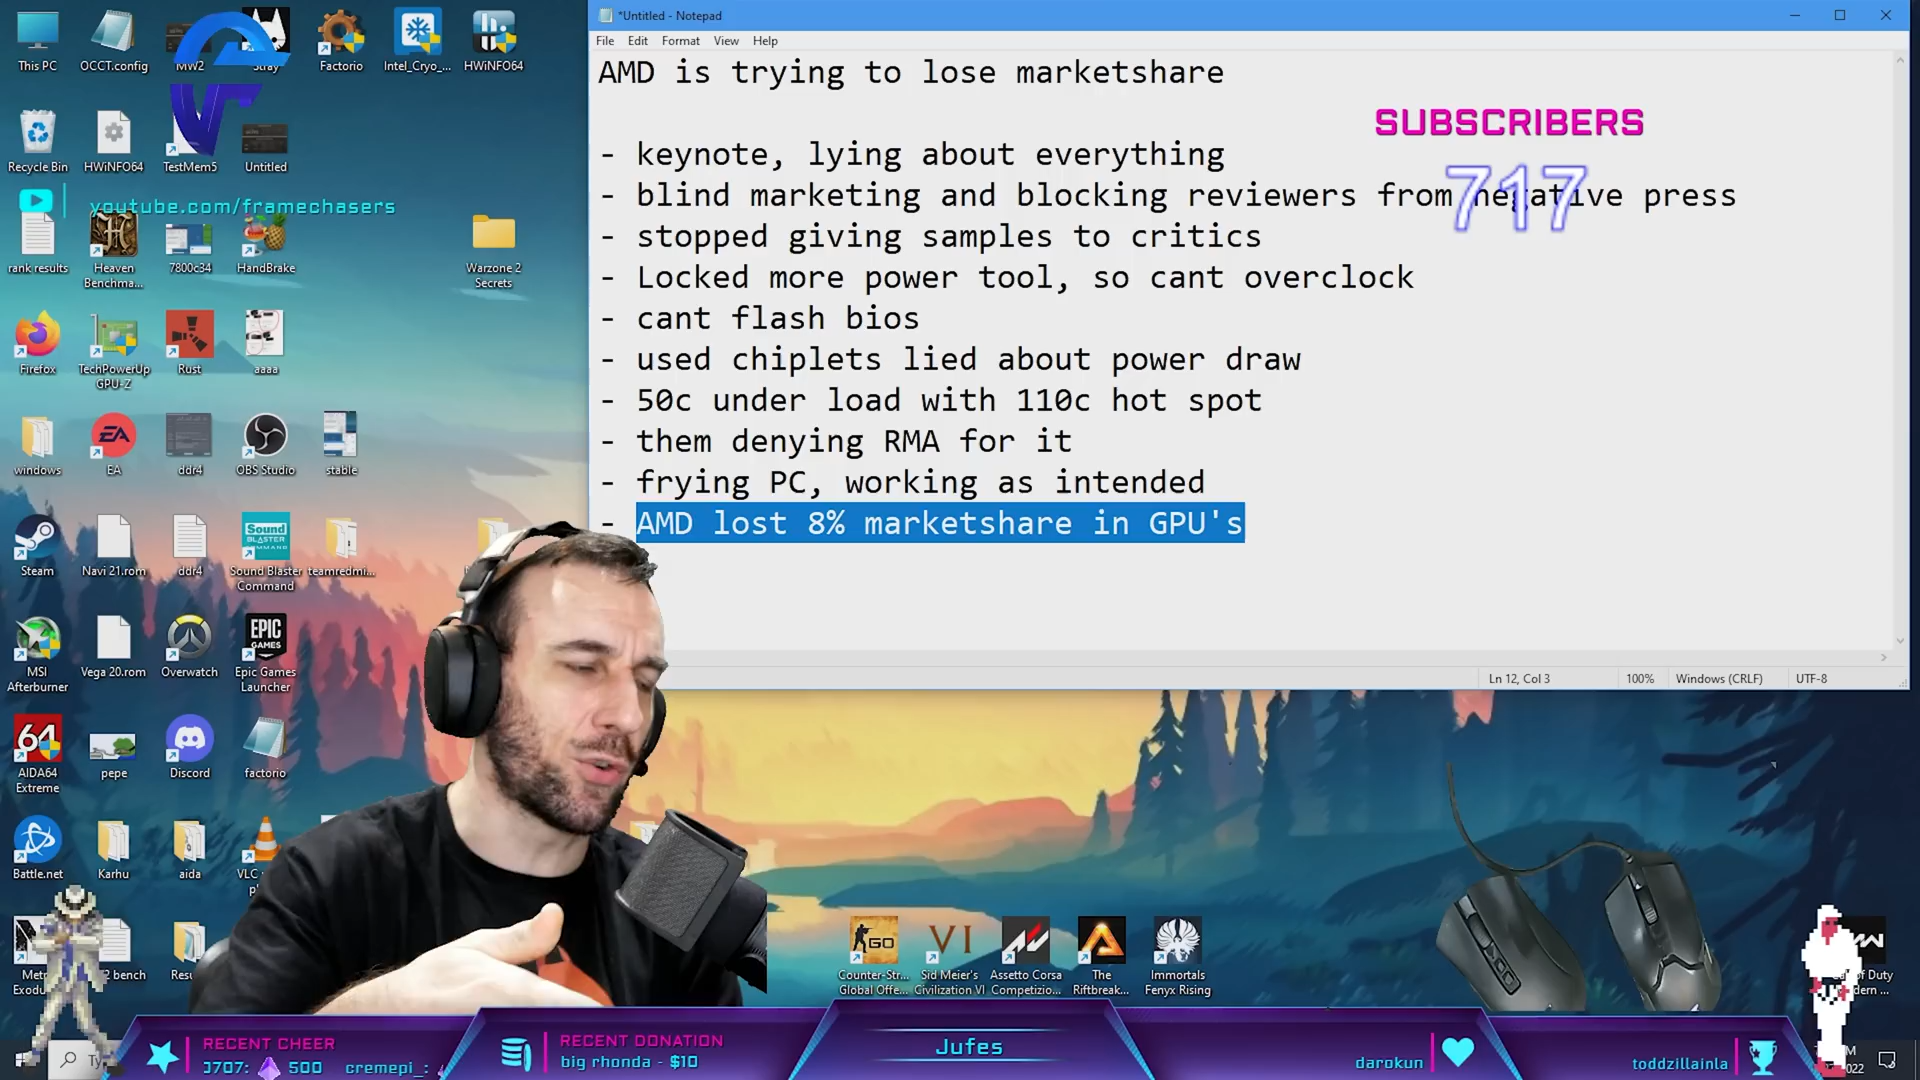 This PC
OCCT.config
MW2
Stray
Factorio
Intel_Cryo_...
HWiNFO64
Recycle Bin
HWiNFO64
TestMem5
Untitled
youtube.com/framechasers
rank results
Heaven
Benchma...
7800c34
HandBrake
Warzone 2
Secrets
Firefox
TechPowerUp
GPU-Z
Rust
aaaa
windows
EA
ddr4
OBS Studio
stable
Steam
Navi 21.rom
ddr4
Sound Blaster
Command
teamredmi...
MSI
Afterburner
Vega 20.rom
Overwatch
Epic Games
Launcher
AIDA64
Extreme
pepe
Discord
factorio
Battle.net
Karhu
aida
VLC
*Untitled - Notepad
File Edit Format View Help
AMD is trying to lose marketshare
- keynote, lying about everything
- blind marketing and blocking reviewers from negative press
- stopped giving samples to critics
- Locked more power tool, so cant overclock
- cant flash bios
- used chiplets lied about power draw
- 50c under load with 110c hot spot
- them denying RMA for it
- frying PC, working as intended
- AMD lost 8% marketshare in GPU's
SUBSCRIBERS
717
Ln 12, Col 3
100%
Windows (CRLF)
UTF-8
Counter-Str...
Global Offe...
Sid Meier's
Civilization VI
Assetto Corsa
Competizio...
The
Riftbreak...
Immortals
Fenyx Rising
RECENT CHEER
500 cremepi_:
RECENT DONATION
big rhonda - $10
Jufes
darokun
toddzillainla